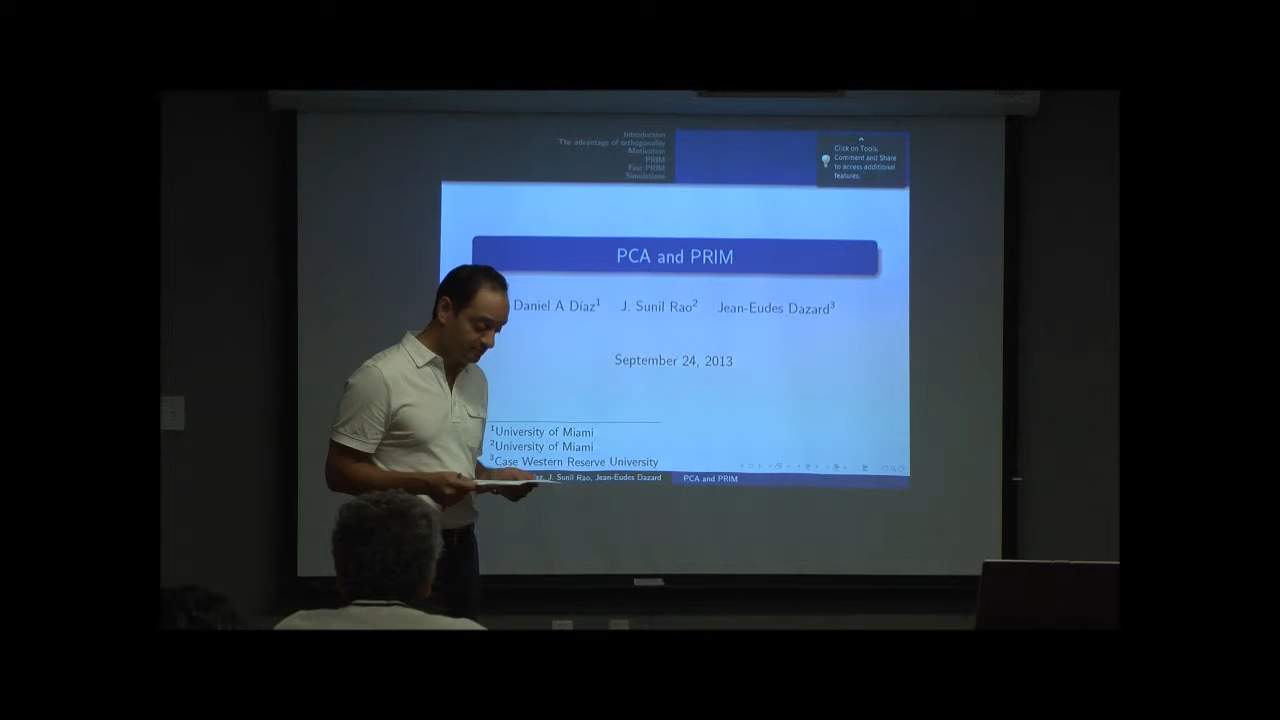 Introduction
The advantage of orthogonality
Motivation
PRIM
Fast PRIM
Simulations
Click on Tools,
Comment and Share
to access additional
features.
PCA and PRIM
Daniel A Díaz¹ J. Sunil Rao² Jean-Eudes Dazard³
September 24, 2013
¹University of Miami
²University of Miami
³Case Western Reserve University
J. Sunil Rao, Jean-Eudes Dazard PCA and PRIM